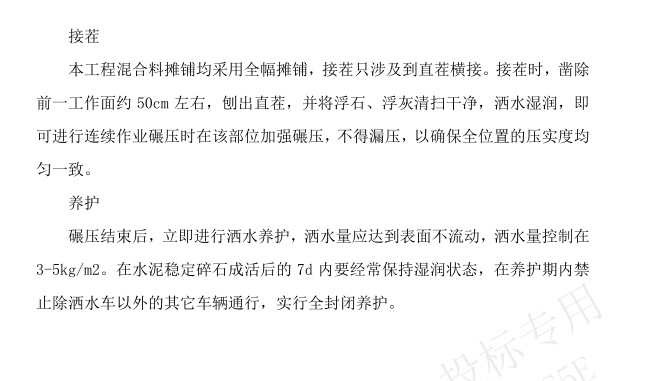 接茬
本工程混合料摊铺均采用全幅摊铺，接茬只涉及到直茬横接。接茬时，凿除
前一工作面约 50cm 左右，刨出直茬，并将浮石、浮灰清扫干净，洒水湿润，即
可进行连续作业碾压时在该部位加强碾压，不得漏压，以确保全位置的压实度均
匀一致。
养护
碾压结束后，立即进行洒水养护，洒水量应达到表面不流动，洒水量控制在
3-5kg/m2。在水泥稳定碎石成活后的 7d 内要经常保持湿润状态，在养护期内禁
止除洒水车以外的其它车辆通行，实行全封闭养护。
投标专用